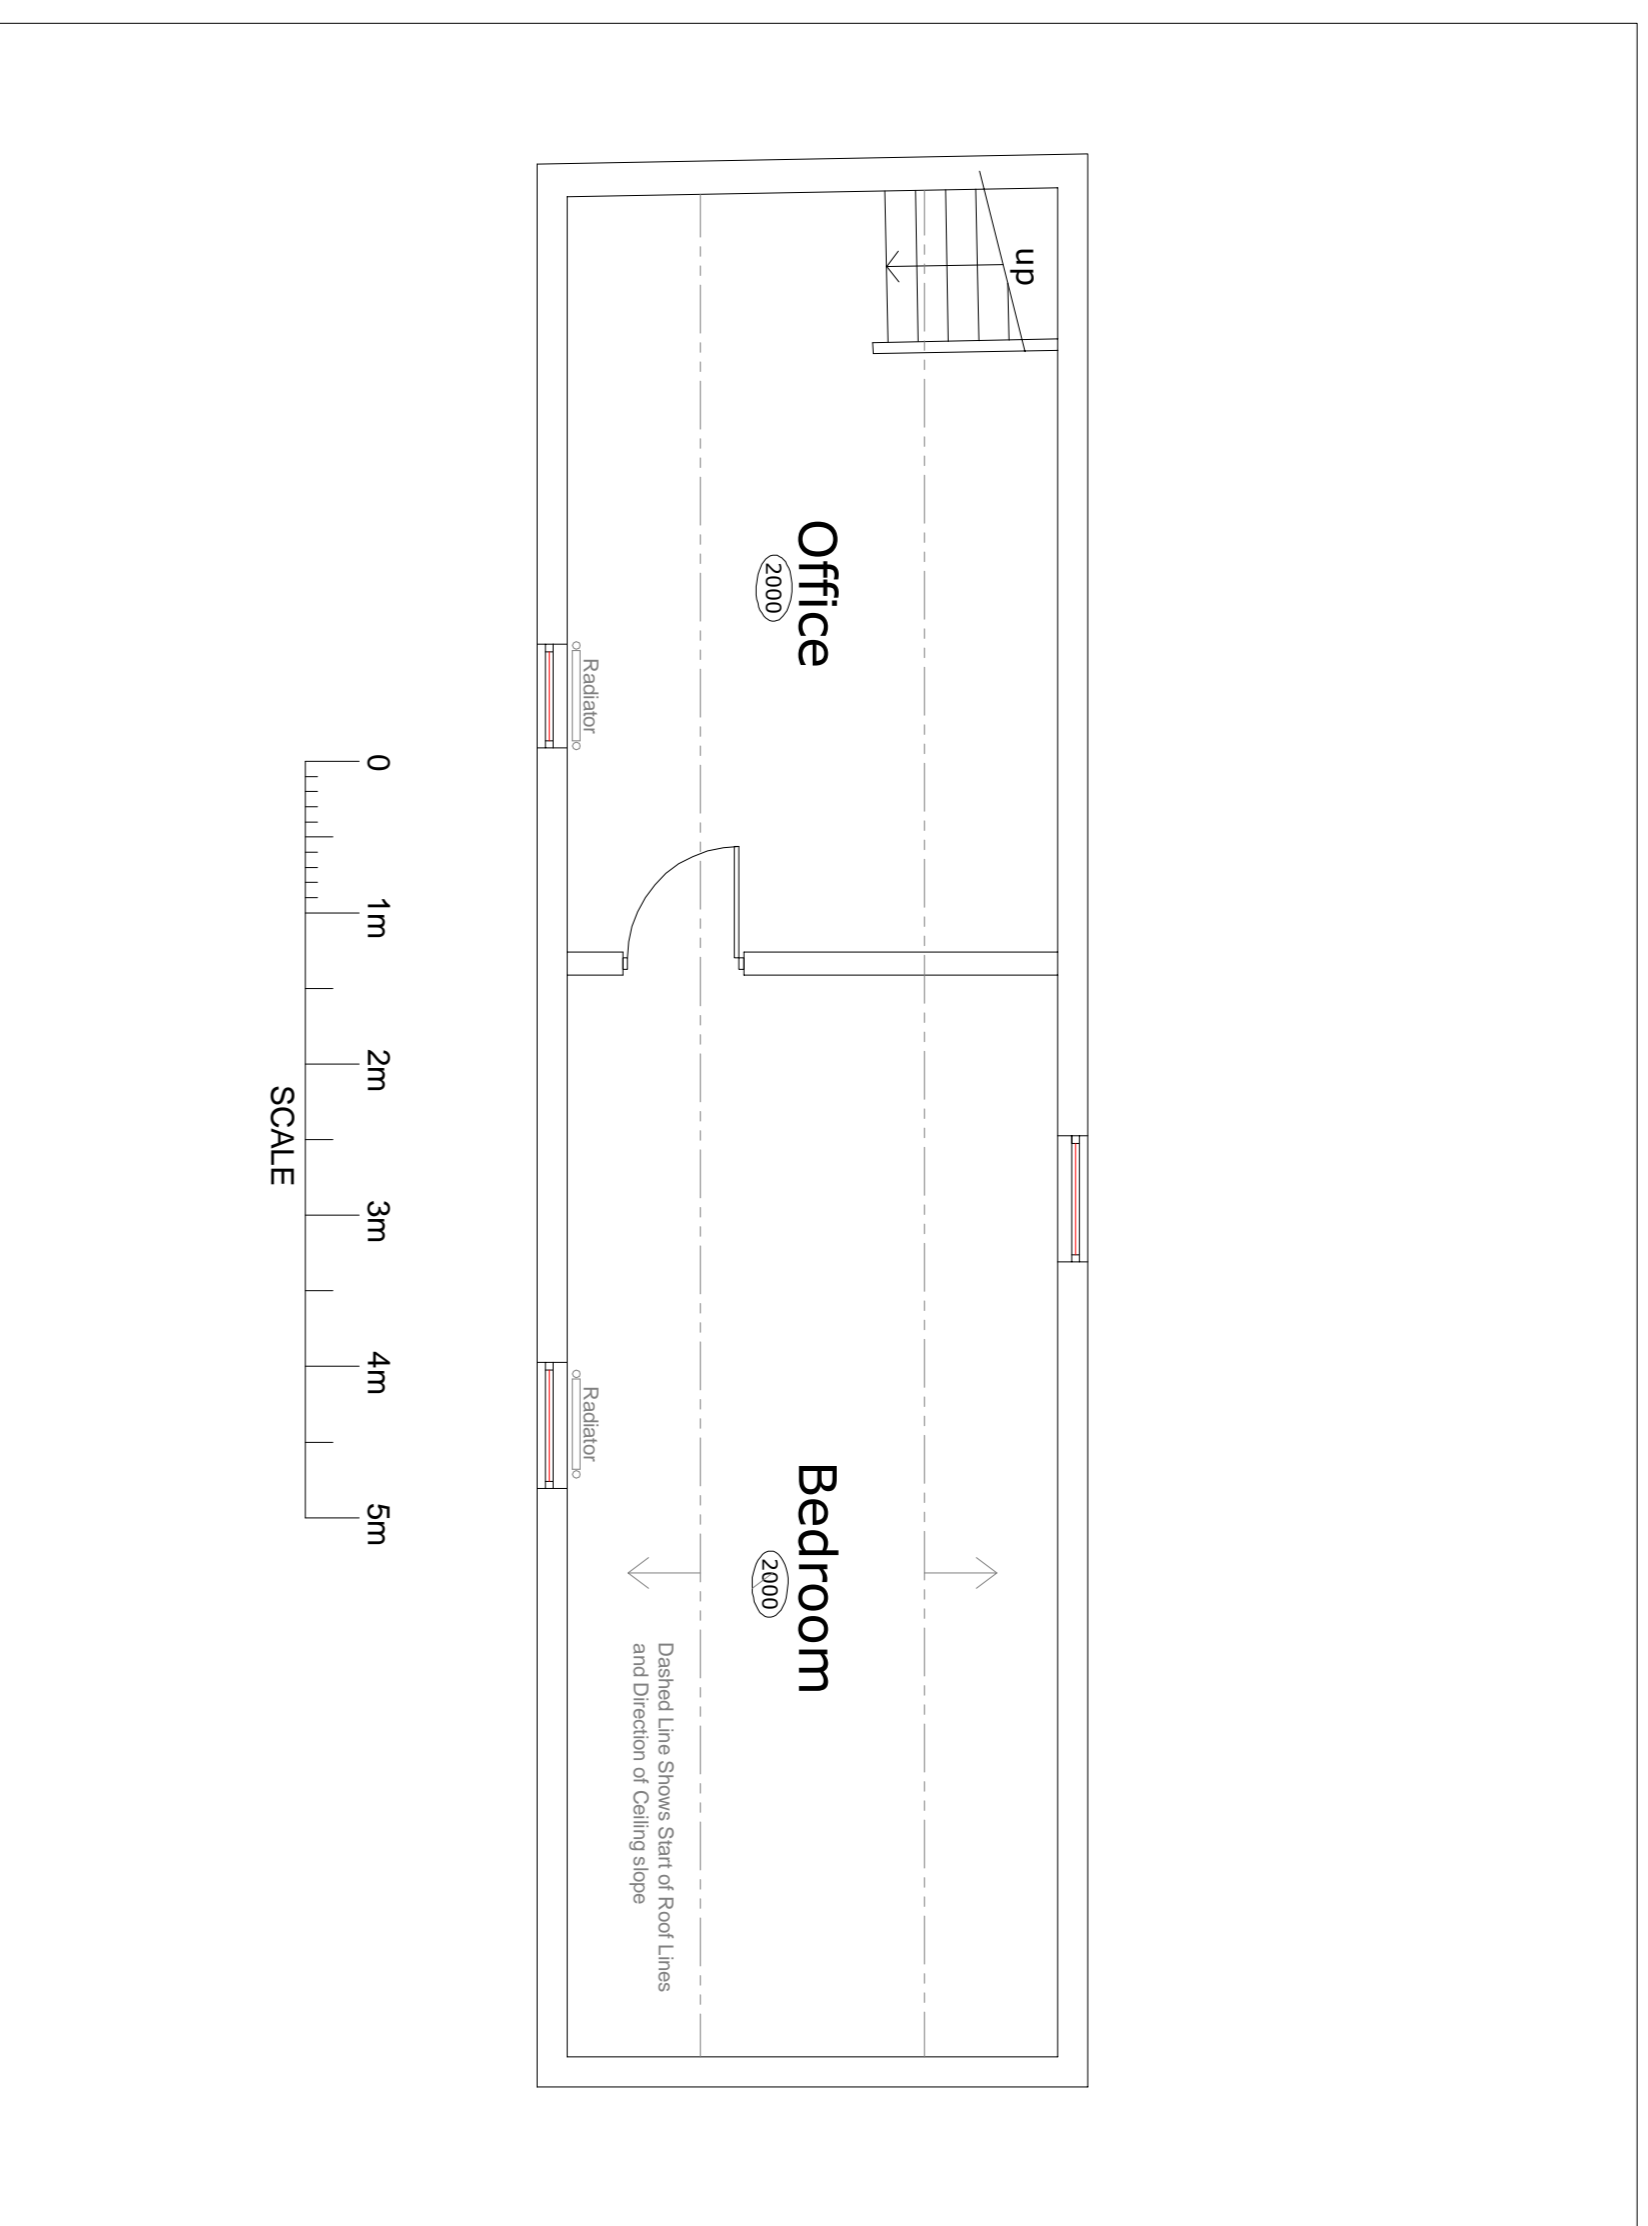 up
Office
2000
Radiator
Bedroom
2000
Radiator
Dashed Line Shows Start of Roof Lines
and Direction of Ceiling slope
0
1m
2m
3m
4m
5m
SCALE